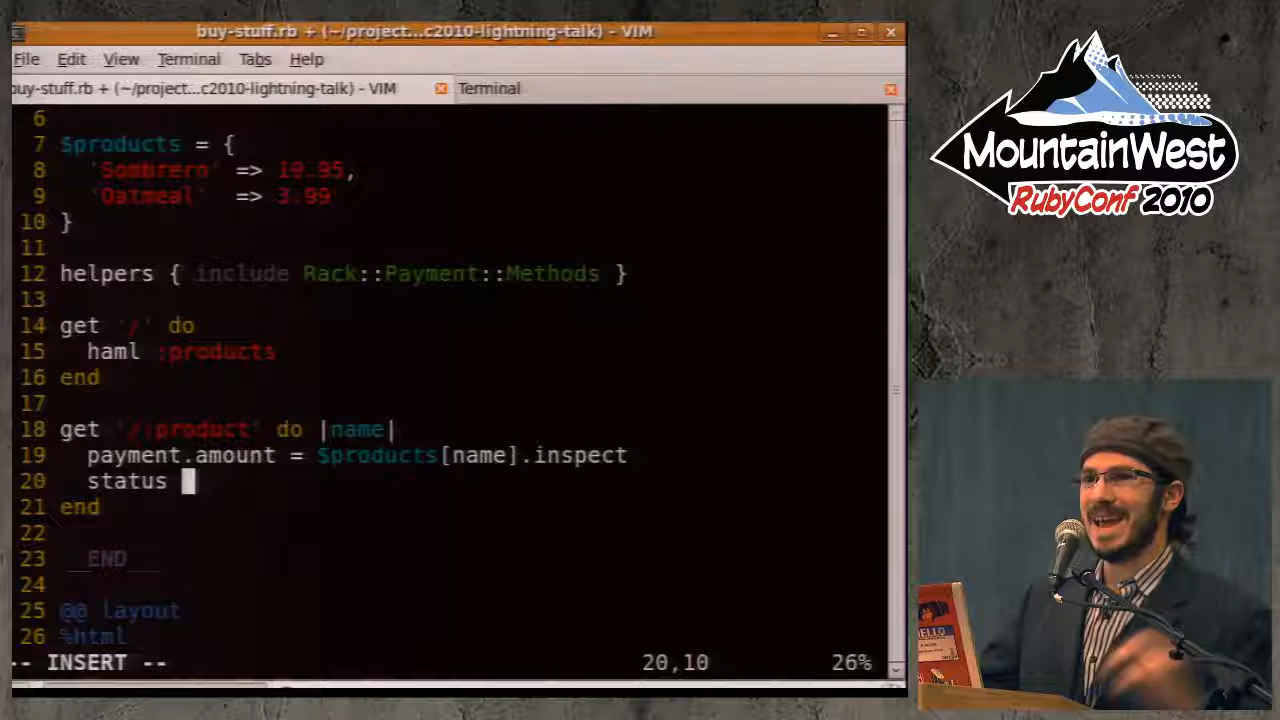 buy-stuff.rb + (~/project...c2010-lightning-talk) - VIM
File Edit View Terminal Tabs Help
buy-stuff.rb + (~/project...c2010-lightning-talk) - VIM Terminal
6
7 $products = {
8 'Sombrern' => 10.95,
9 'Oatmeal' => 3.99
10 }
11
12 helpers { include Rack::Payment::Methods }
13
14 get '/' do
15 haml :products
16 end
17
18 get '/:product' do |name|
19 payment.amount = $products[name].inspect
20 status
21 end
22
23 __END__
24
25 @@ layout
26 %html
-- INSERT -- 20,10 26%
MountainWest
RubyConf 2010
HELLO